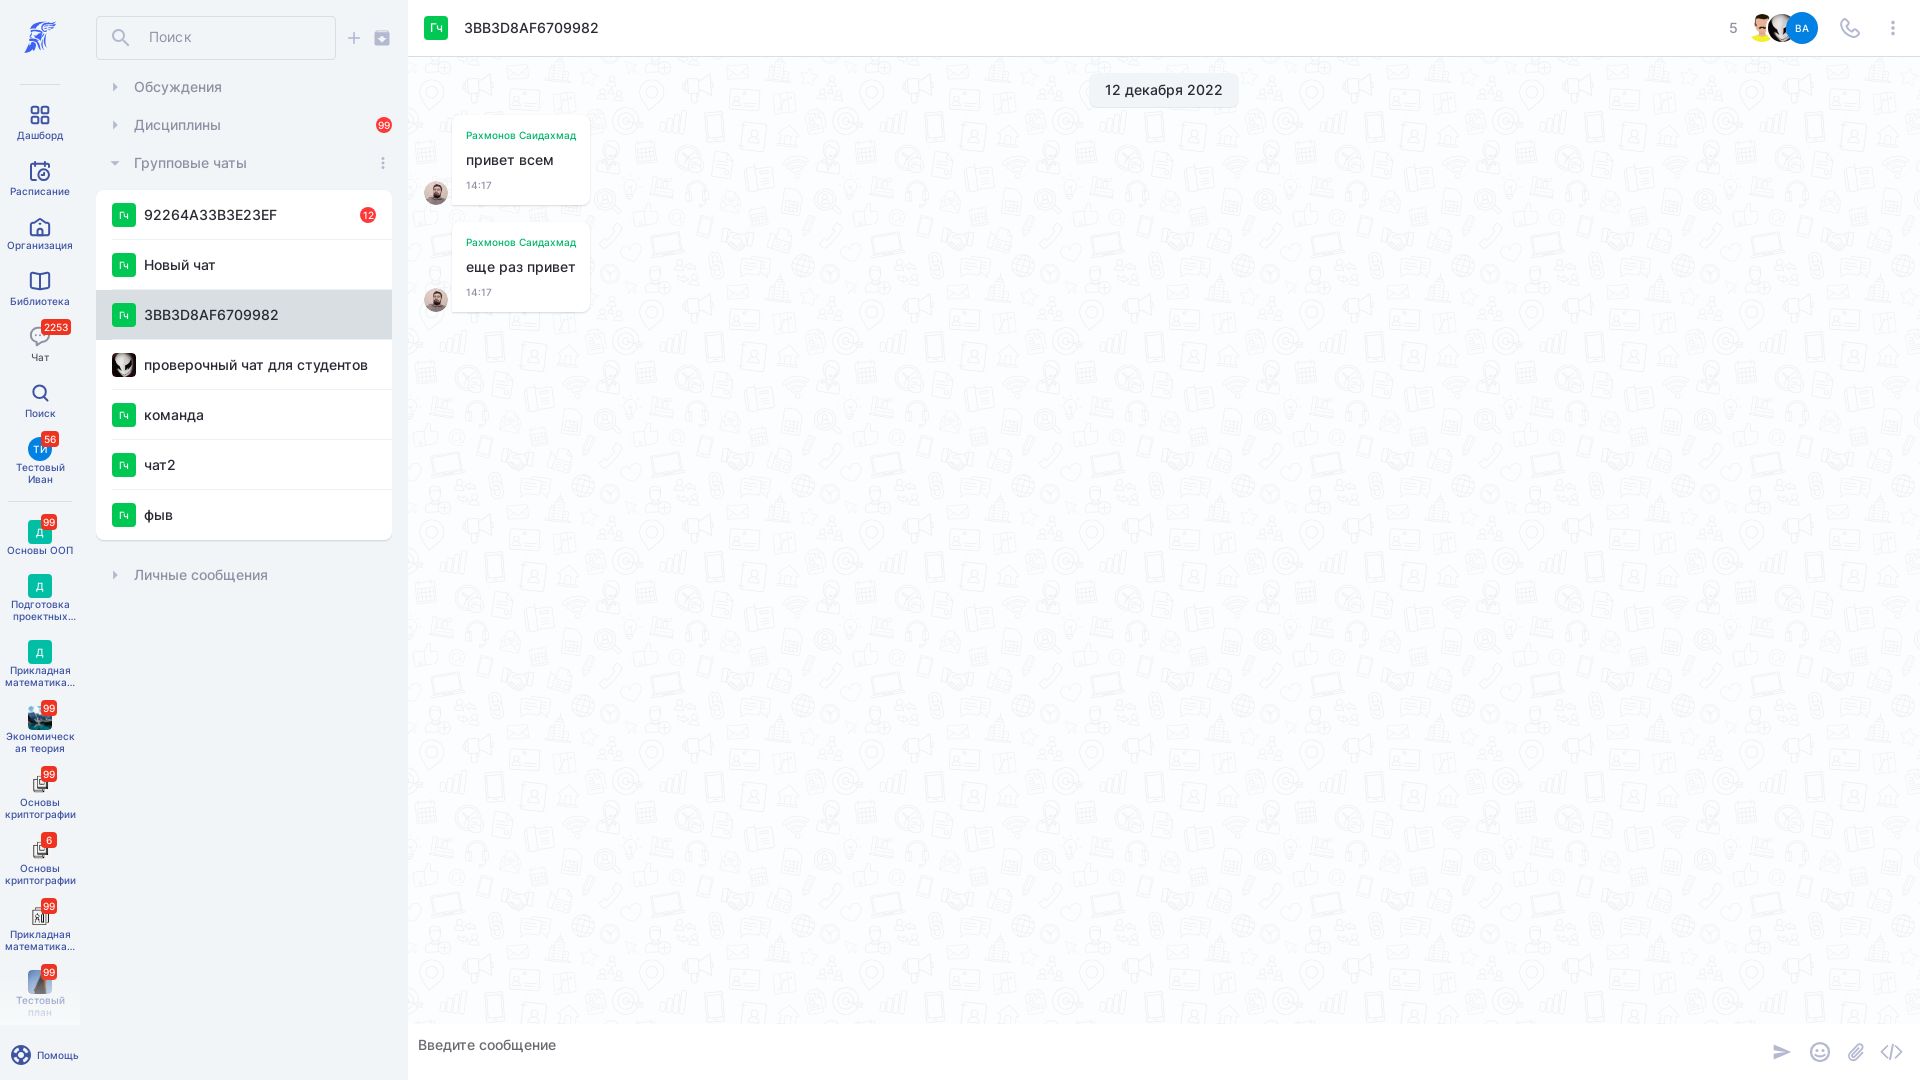 Дашборд
Расписание
Организация
Библиотека
2253
Чат
Поиск
56
ТИ
Тестовый
Иван
99
Д
Основы ООП
Д
Подготовка
проектных...
Д
Прикладная
математика...
99
Экономическ
ая теория
99
Основы
криптографии
6
Основы
криптографии
99
Прикладная
математика...
99
Тестовый
план
Помощь
Поиск
Обсуждения
Дисциплины 99
Групповые чаты
Гч 92264A33B3E23EF 12
Гч Новый чат
Гч 3BB3D8AF6709982
проверочный чат для студентов
Гч команда
Гч чат2
Гч фыв
Личные сообщения
Гч 3BB3D8AF6709982 5 ВА
12 декабря 2022
Рахмонов Саидахмад
привет всем
14:17
Рахмонов Саидахмад
еще раз привет
14:17
Введите сообщение